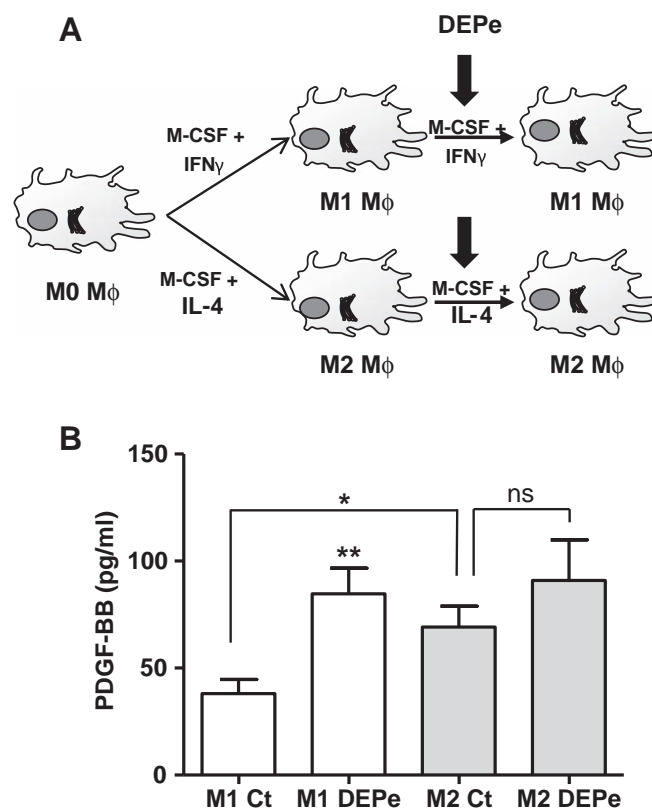 A
DEPe
M-CSF +
IFNγ
M-CSF +
IFNγ
M1 Mϕ
M1 Mϕ
M0 Mϕ
M-CSF +
IL-4
M-CSF +
IL-4
M2 Mϕ
M2 Mϕ
B
PDGF-BB (pg/ml)
150
100
50
0
*
**
ns
M1 Ct
M1 DEPe
M2 Ct
M2 DEPe